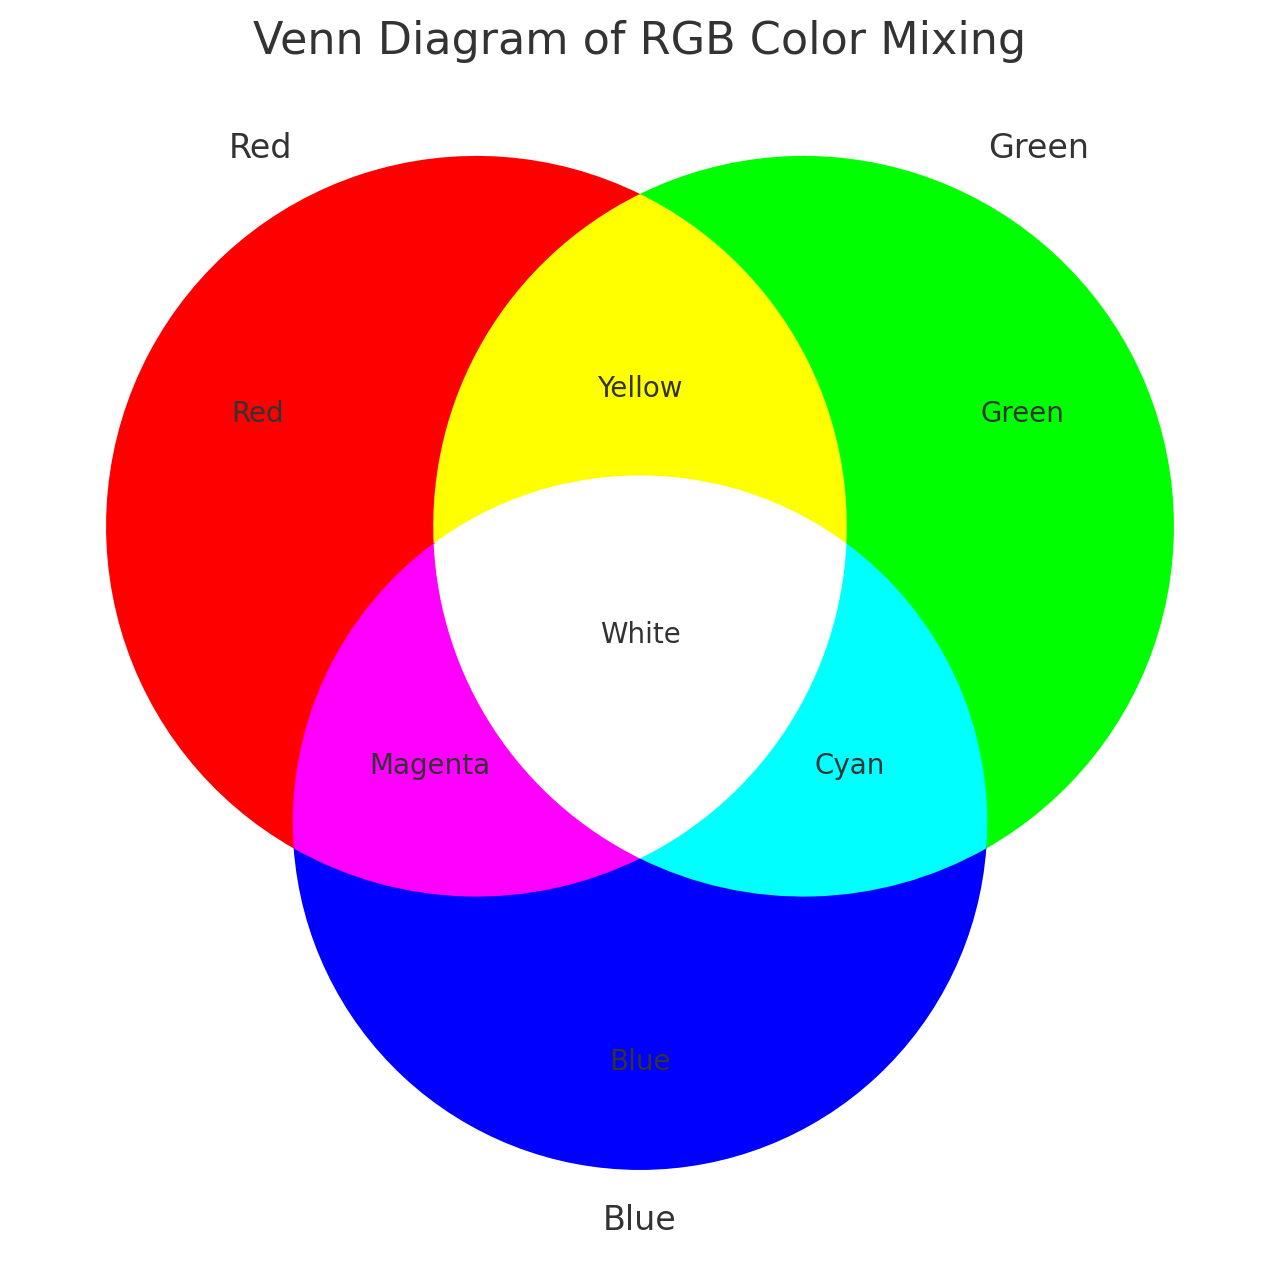 Venn Diagram of RGB Color Mixing
Red
Green
Yellow
Red
Green
White
Magenta
Cyan
Blue
Blue